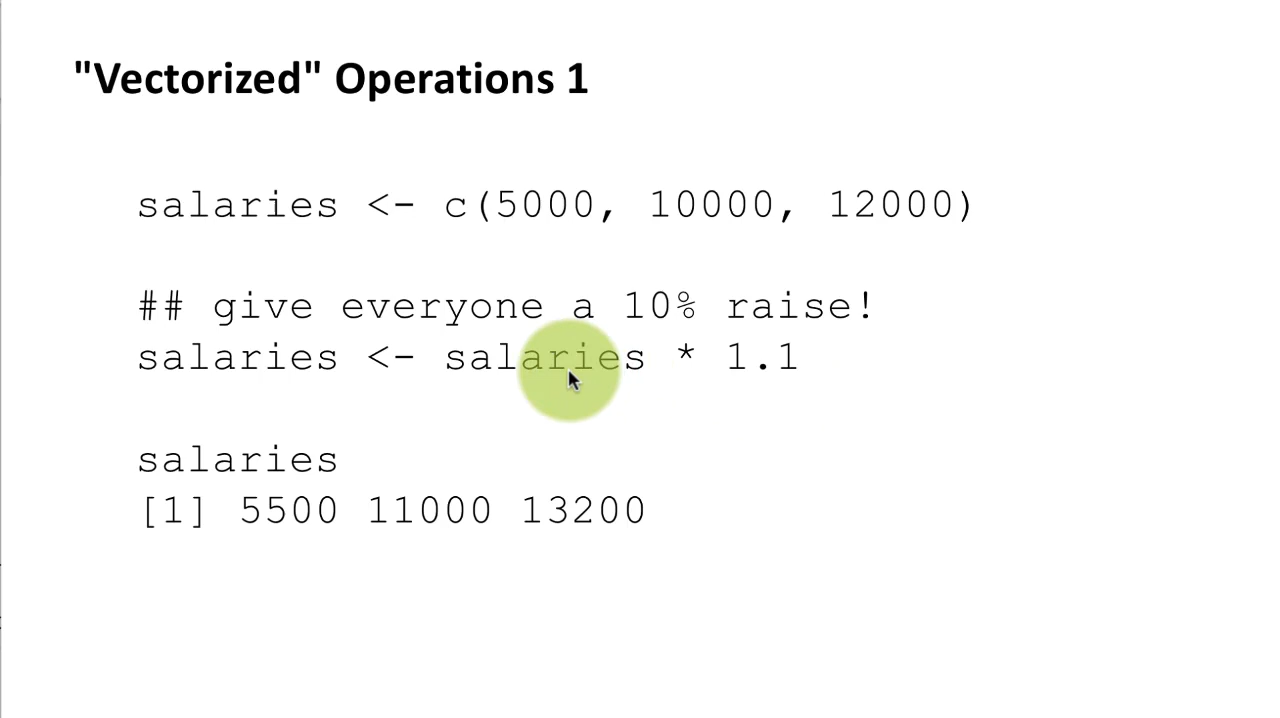 "Vectorized" Operations 1
salaries <- c(5000, 10000, 12000)
## give everyone a 10% raise!
salaries <- salaries * 1.1
salaries
[1] 5500 11000 13200